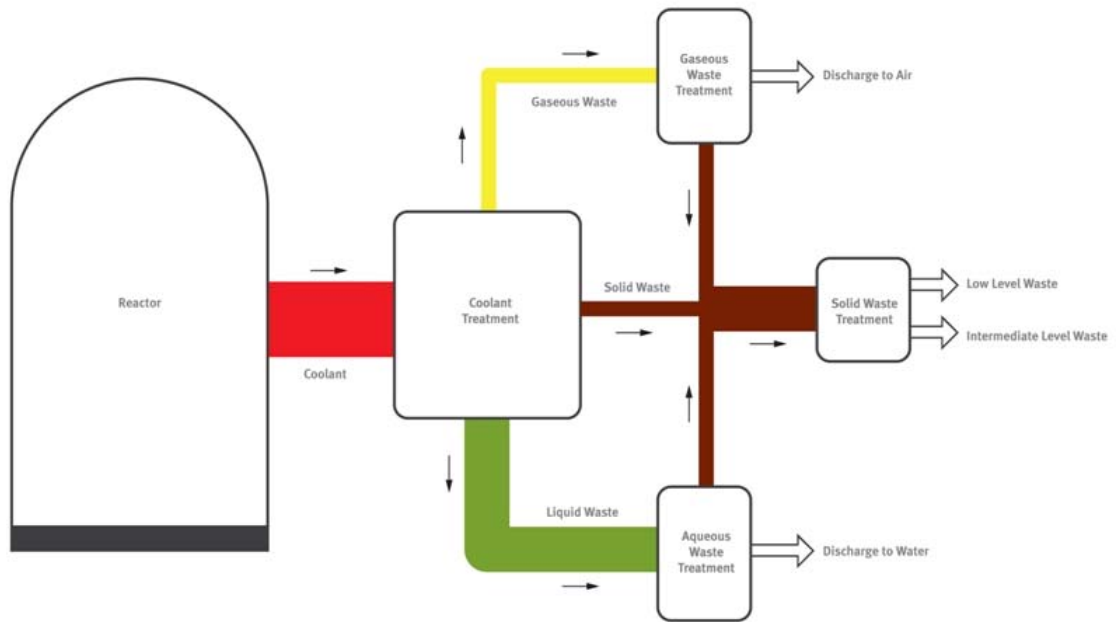 Gaseous
Waste
Treatment
Discharge to Air
Gaseous Waste
Reactor
Coolant
Coolant
Treatment
Solid Waste
Solid Waste
Treatment
Low Level Waste
Intermediate Level Waste
Liquid Waste
Aqueous
Waste
Treatment
Discharge to Water